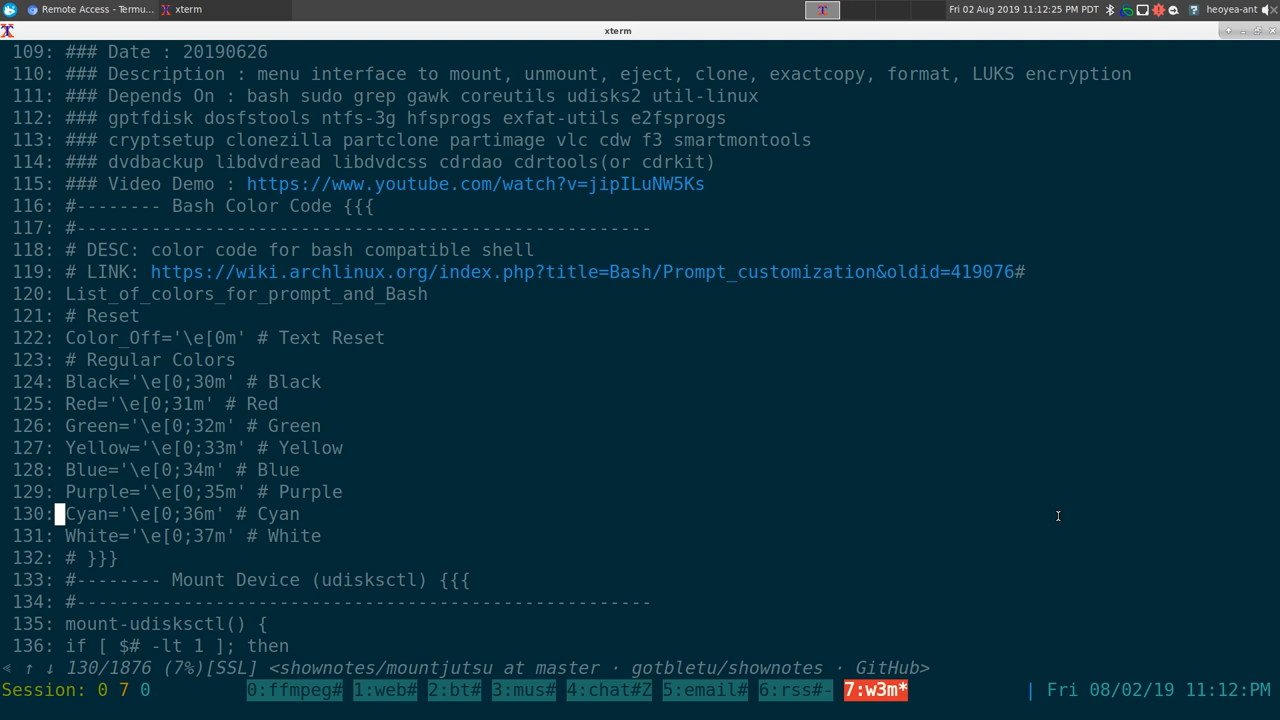 Remote Access - Termu...
xterm
Fri 02 Aug 2019 11:12:25 PM PDT
heoyea-ant
xterm
109: ### Date : 20190626
110: ### Description : menu interface to mount, unmount, eject, clone, exactcopy, format, LUKS encryption
111: ### Depends On : bash sudo grep gawk coreutils udisks2 util-linux
112: ### gptfdisk dosfstools ntfs-3g hfsprogs exfat-utils e2fsprogs
113: ### cryptsetup clonezilla partclone partimage vlc cdw f3 smartmontools
114: ### dvdbackup libdvdread libdvdcss cdrdao cdrtools(or cdrkit)
115: ### Video Demo : https://www.youtube.com/watch?v=jipILuNW5Ks
116: #-------- Bash Color Code {{{
117: #------------------------------------------------------
118: # DESC: color code for bash compatible shell
119: # LINK: https://wiki.archlinux.org/index.php?title=Bash/Prompt_customization&oldid=419076#
120: List_of_colors_for_prompt_and_Bash
121: # Reset
122: Color_Off='\e[0m' # Text Reset
123: # Regular Colors
124: Black='\e[0;30m' # Black
125: Red='\e[0;31m' # Red
126: Green='\e[0;32m' # Green
127: Yellow='\e[0;33m' # Yellow
128: Blue='\e[0;34m' # Blue
129: Purple='\e[0;35m' # Purple
130: Cyan='\e[0;36m' # Cyan
131: White='\e[0;37m' # White
132: # }}}
133: #-------- Mount Device (udisksctl) {{{
134: #------------------------------------------------------
135: mount-udisksctl() {
136: if [ $# -lt 1 ]; then
⪡ ↑ ↓ 130/1876 (7%)[SSL] <shownotes/mountjutsu at master · gotbletu/shownotes · GitHub>
Session: 0 7 0 0:ffmpeg# 1:web# 2:bt# 3:mus# 4:chat#Z 5:email# 6:rss#- 7:w3m* | Fri 08/02/19 11:12:PM